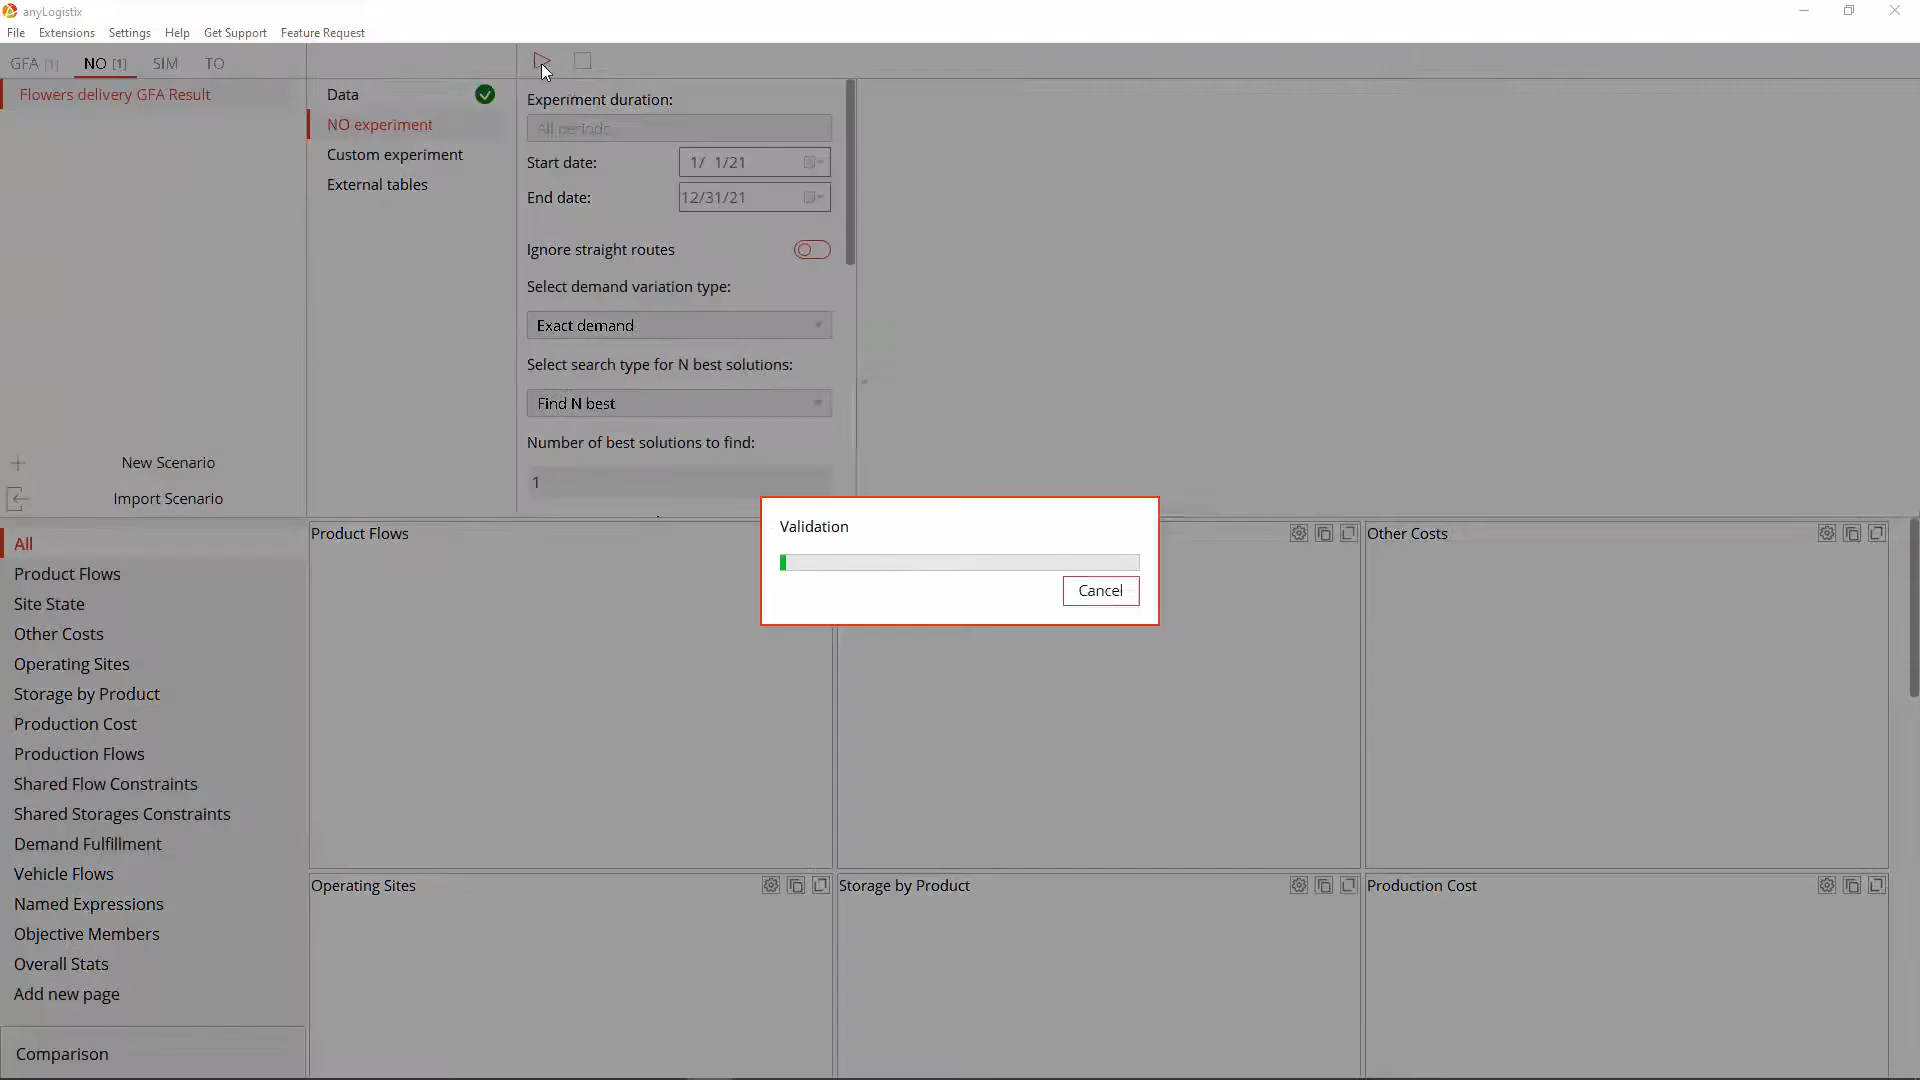 anyLogistix
File Extensions Settings Help Get Support Feature Request
GFA [1] NO [1] SIM TO
Flowers delivery GFA Result
New Scenario
Import Scenario
Data
NO experiment
Custom experiment
External tables
Experiment duration:
All periods
Start date: 1/ 1/21
End date: 12/31/21
Ignore straight routes
Select demand variation type:
Exact demand
Select search type for N best solutions:
Find N best
Number of best solutions to find:
1
Validation
Cancel
All
Product Flows
Site State
Other Costs
Operating Sites
Storage by Product
Production Cost
Production Flows
Shared Flow Constraints
Shared Storages Constraints
Demand Fulfillment
Vehicle Flows
Named Expressions
Objective Members
Overall Stats
Add new page
Comparison
Product Flows
Other Costs
Operating Sites
Storage by Product
Production Cost